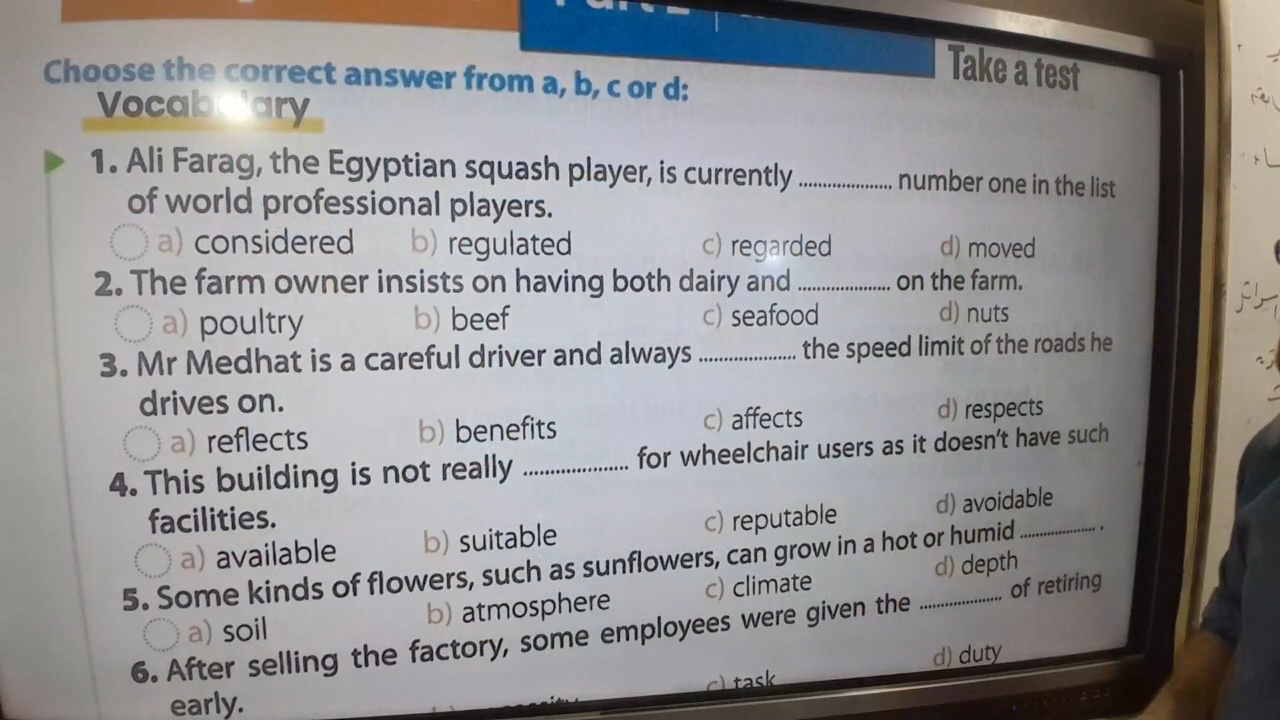 Take a test
Choose the correct answer from a, b, c or d:
Vocabulary
1. Ali Farag, the Egyptian squash player, is currently .................... number one in the list
of world professional players.
a) considered b) regulated c) regarded d) moved
2. The farm owner insists on having both dairy and .................... on the farm.
a) poultry b) beef c) seafood d) nuts
3. Mr Medhat is a careful driver and always .................... the speed limit of the roads he
drives on.
a) reflects b) benefits c) affects d) respects
4. This building is not really .................... for wheelchair users as it doesn't have such
facilities.
a) available b) suitable c) reputable d) avoidable
5. Some kinds of flowers, such as sunflowers, can grow in a hot or humid .................... .
a) soil b) atmosphere c) climate d) depth
6. After selling the factory, some employees were given the .................... of retiring
early.
c) task d) duty